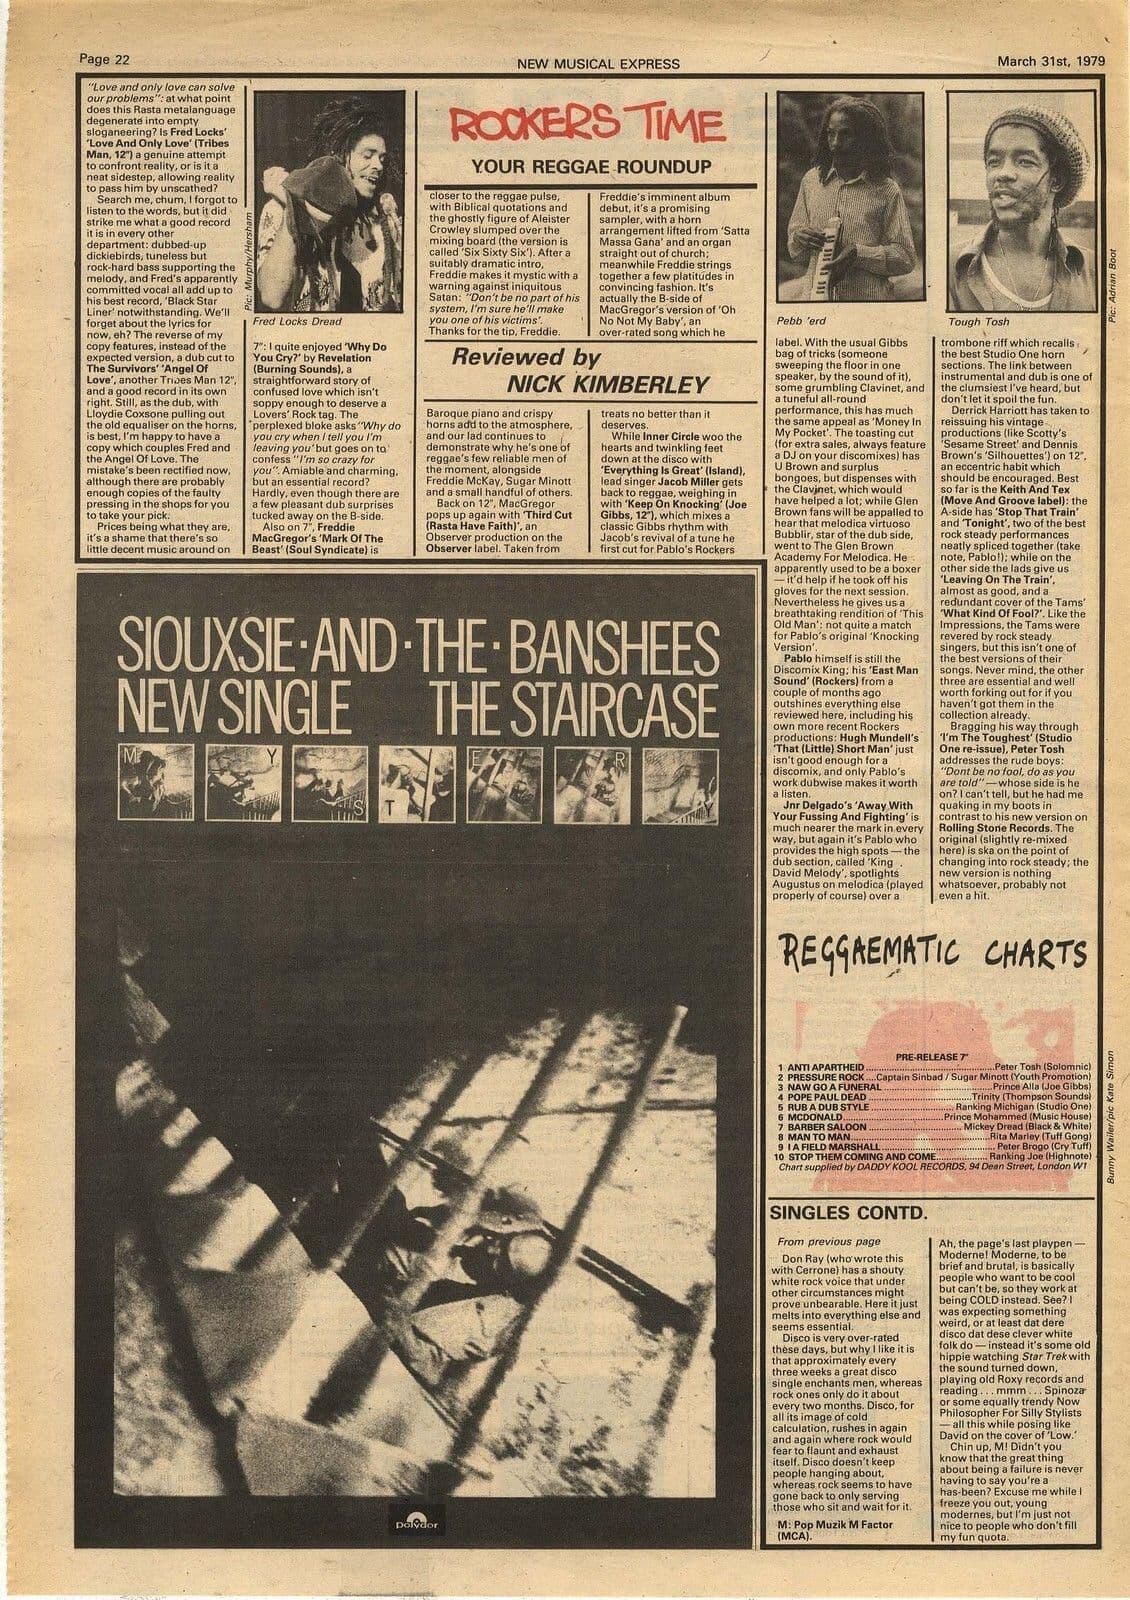 Page 22
NEW MUSICAL EXPRESS
March 31st, 1979
"Love and only love can solve
our problems": at what point
does this Rasta metalanguage
degenerate into empty
sloganeering? Is Fred Locks'
'Love And Only Love' (Tribes
Man, 12") a genuine attempt
to confront reality, or is it a
neat sidestep, allowing reality
to pass him by unscathed?
Search me, chum, I forgot to
listen to the words, but it did
strike me what a good record
it is in every other
department: dubbed-up
dickiebirds, tuneless but
rock-hard bass supporting the
melody, and Fred's apparently
committed vocal all add up to
his best record, 'Black Star
Liner' notwithstanding. We'll
forget about the lyrics for
now, eh? The reverse of my
copy features, instead of the
expected version, a dub cut to
The Survivors' 'Angel Of
Love', another Tribes Man 12",
and a good record in its own
right. Still, as the dub, with
Lloydie Coxsone pulling out
the old equaliser on the horns,
is best, I'm happy to have a
copy which couples Fred and
the Angel Of Love. The
mistake's been rectified now,
although there are probably
enough copies of the faulty
pressing in the shops for you
to take your pick.
Prices being what they are,
it's a shame that there's so
little decent music around on
Pic: Murphy/Hersham
Fred Locks Dread
7": I quite enjoyed 'Why Do
You Cry?' by Revelation
(Burning Sounds), a
straightforward story of
confused love which isn't
soppy enough to deserve a
Lovers' Rock tag. The
perplexed bloke asks "Why do
you cry when I tell you I'm
leaving you" but goes on to
confess "I'm so crazy for
you". Amiable and charming,
but an essential record?
Hardly, even though there are
a few pleasant dub surprises
tucked away on the B-side.
Also on 7", Freddie
MacGregor's 'Mark Of The
Beast' (Soul Syndicate) is
ROCKERS TIME
YOUR REGGAE ROUNDUP
closer to the reggae pulse,
with Biblical quotations and
the ghostly figure of Aleister
Crowley slumped over the
mixing board (the version is
called 'Six Sixty Six'). After a
suitably dramatic intro,
Freddie makes it mystic with a
warning against iniquitous
Satan: "Don't be no part of his
system, I'm sure he'll make
you one of his victims'.
Thanks for the tip, Freddie.
Freddie's imminent album
debut, it's a promising
sampler, with a horn
arrangement lifted from 'Satta
Massa Gana' and an organ
straight out of church;
meanwhile Freddie strings
together a few platitudes in
convincing fashion. It's
actually the B-side of
MacGregor's version of 'Oh
No Not My Baby', an
over-rated song which he
Reviewed by
NICK KIMBERLEY
Baroque piano and crispy
horns add to the atmosphere,
and our lad continues to
demonstrate why he's one of
reggae's few reliable men of
the moment, alongside
Freddie McKay, Sugar Minott
and a small handful of others.
Back on 12", MacGregor
pops up again with 'Third Cut
(Rasta Have Faith)', an
Observer production on the
Observer label. Taken from
treats no better than it
deserves.
While Inner Circle woo the
hearts and twinkling feet
down at the disco with
'Everything Is Great' (Island),
lead singer Jacob Miller gets
back to reggae, weighing in
with 'Keep On Knocking' (Joe
Gibbs, 12"), which mixes a
classic Gibbs rhythm with
Jacob's revival of a tune he
first cut for Pablo's Rockers
Pebb 'erd
label. With the usual Gibbs
bag of tricks (someone
sweeping the floor in one
speaker, by the sound of it),
some grumbling Clavinet, and
a tuneful all-round
performance, this has much
the same appeal as 'Money In
My Pocket'. The toasting cut
(for extra sales, always feature
a DJ on your discomixes) has
U Brown and surplus
bongos, but dispenses with
the Clavinet, which would
have helped a lot; while Glen
Brown fans will be appalled to
hear that melodica virtuoso
Bubblir, star of the dub side,
went to The Glen Brown
Academy For Melodica. He
apparently used to be a boxer
— it'd help if he took off his
gloves for the next session.
Nevertheless he gives us a
breathtaking rendition of 'This
Old Man': not quite a match
for Pablo's original 'Knocking
Version'.
Pablo himself is still the
Discomix King; his 'East Man
Sound' (Rockers) from a
couple of months ago
outshines everything else
reviewed here, including his
own more recent Rockers
productions: Hugh Mundell's
'That (Little) Short Man' just
isn't good enough for a
discomix, and only Pablo's
work dubwise makes it worth
a listen.
Jnr Delgado's 'Away With
Your Fussing And Fighting' is
much nearer the mark in every
way, but again it's Pablo who
provides the high spots — the
dub section, called 'King
David Melody', spotlights
Augustus on melodica (played
properly of course) over a
Tough Tosh
Pic: Adrian Boot
trombone riff which recalls
the best Studio One horn
sections. The link between
instrumental and dub is one of
the clumsiest I've heard, but
don't let it spoil the fun.
Derrick Harriott has taken to
reissuing his vintage
productions (like Scotty's
'Sesame Street' and Dennis
Brown's 'Silhouettes') on 12",
an eccentric habit which
should be encouraged. Best
so far is the Keith And Tex
(Move And Groove label): the
A-side has 'Stop That Train'
and 'Tonight', two of the best
rock steady performances
neatly spliced together (take
note, Pablo!); while on the
other side the lads give us
'Leaving On The Train',
almost as good, and a
redundant cover of the Tams'
'What Kind Of Fool?'. Like the
Impressions, the Tams were
revered by rock steady
singers, but this isn't one of
the best versions of their
songs. Never mind, the other
three are essential and well
worth forking out for if you
haven't got them in the
collection already.
Bragging his way through
'I'm The Toughest' (Studio
One re-issue), Peter Tosh
addresses the rude boys:
"Dont be no fool, do as you
are told" — whose side is he
on? I can't tell, but he had me
quaking in my boots in
contrast to his new version on
Rolling Stone Records. The
original (slightly re-mixed
here) is ska on the point of
changing into rock steady; the
new version is nothing
whatsoever, probably not
even a hit.
SIOUXSIE·AND·THE·BANSHEES
NEW SINGLE THE STAIRCASE
M Y S T E R Y
polydor
REGGAEMATIC CHARTS
PRE-RELEASE 7"
1 ANTI APARTHEID Peter Tosh (Solomnic)
2 PRESSURE ROCK Captain Sinbad / Sugar Minott (Youth Promotion)
3 NAW GO A FUNERAL Prince Alla (Joe Gibbs)
4 POPE PAUL DEAD Trinity (Thompson Sounds)
5 RUB A DUB STYLE Ranking Michigan (Studio One)
6 MCDONALD Prince Mohammed (Music House)
7 BARBER SALOON Mickey Dread (Black & White)
8 MAN TO MAN Rita Marley (Tuff Gong)
9 I A FIELD MARSHALL Peter Brogo (Cry Tuff)
10 STOP THEM COMING AND COME Ranking Joe (Highnote)
Chart supplied by DADDY KOOL RECORDS, 94 Dean Street, London W1
Bunny Wailer/pic Kate Simon
SINGLES CONTD.
From previous page
Don Ray (who wrote this
with Cerrone) has a shouty
white rock voice that under
other circumstances might
prove unbearable. Here it just
melts into everything else and
seems essential.
Disco is very over-rated
these days, but why I like it is
that approximately every
three weeks a great disco
single enchants men, whereas
rock ones only do it about
every two months. Disco, for
all its image of cold
calculation, rushes in again
and again where rock would
fear to flaunt and exhaust
itself. Disco doesn't keep
people hanging about,
whereas rock seems to have
gone back to only serving
those who sit and wait for it.
M: Pop Muzik M Factor
(MCA).
Ah, the page's last playpen —
Moderne! Moderne, to be
brief and brutal, is basically
people who want to be cool
but can't be, so they work at
being COLD instead. See? I
was expecting something
weird, or at least dat dere
disco dat dese clever white
folk do — instead it's some old
hippie watching Star Trek with
the sound turned down,
playing old Roxy records and
reading . . . mmm . . . Spinoza
or some equally trendy Now
Philosopher For Silly Stylists
— all this while posing like
David on the cover of 'Low.'
Chin up, M! Didn't you
know that the great thing
about being a failure is never
having to say you're a
has-been? Excuse me while I
freeze you out, young
modernes, but I'm just not
nice to people who don't fill
my fun quota.